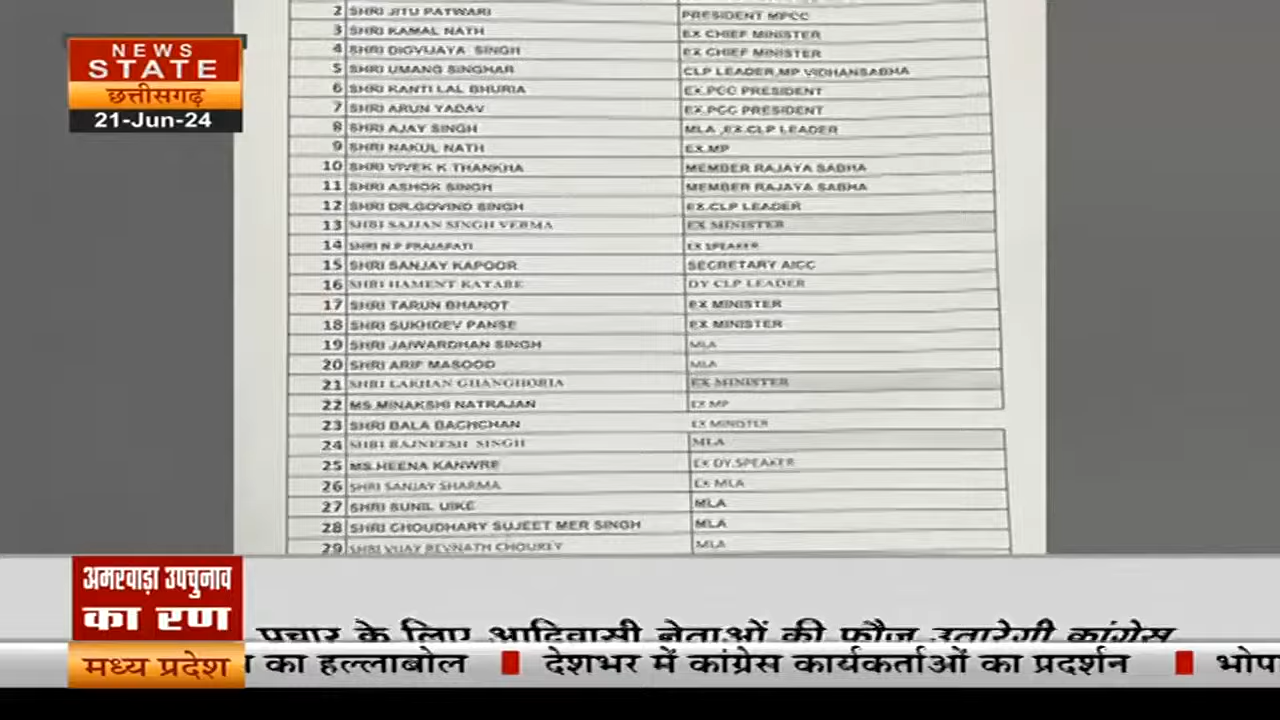 NEWS
STATE
छत्तीसगढ़
21-Jun-24
2 SHRI JITU PATWARI PRESIDENT MPCC
3 SHRI KAMAL NATH EX CHIEF MINISTER
4 SHRI DIGVIJAYA SINGH EX CHIEF MINISTER
5 SHRI UMANG SINGHAR CLP LEADER,MP VIDHANSABHA
6 SHRI KANTI LAL BHURIA EX.PCC PRESIDENT
7 SHRI ARUN YADAV EX.PCC PRESIDENT
8 SHRI AJAY SINGH MLA ,EX.CLP LEADER
9 SHRI NAKUL NATH EX.MP
10 SHRI VIVEK K THANKHA MEMBER RAJAYA SABHA
11 SHRI ASHOK SINGH MEMBER RAJAYA SABHA
12 SHRI DR.GOVIND SINGH EX.CLP LEADER
13 SHRI SAJJAN SINGH VERMA EX MINISTER
14 SHRI N P PRAJAPATI EX SPEAKER
15 SHRI SANJAY KAPOOR SECRETARY AICC
16 SHRI HAMENT KATARE DY CLP LEADER
17 SHRI TARUN BHANOT EX MINISTER
18 SHRI SUKHDEV PANSE EX MINISTER
19 SHRI JAIWARDHAN SINGH MLA
20 SHRI ARIF MASOOD MLA
21 SHRI LAKHAN GHANGHORIA EX MINISTER
22 MS.MINAKSHI NATRAJAN EX MP
23 SHRI BALA BACHCHAN EX MINISTER
24 SHRI RAJNEESH SINGH MLA
25 MS.HEENA KANWRE EX DY.SPEAKER
26 SHRI SANJAY SHARMA EX MLA
27 SHRI SUNIL UIKE MLA
28 SHRI CHOUDHARY SUJEET MER SINGH MLA
29 SHRI VIJAY REVNATH CHOUREY MLA
अमरवाड़ा उपचुनाव
का रण
प्रचार के लिए आदिवासी नेताओं की फौज उतारेगी कांग्रेस
मध्य प्रदेश का हल्लाबोल देशभर में कांग्रेस कार्यकर्ताओं का प्रदर्शन भोपा